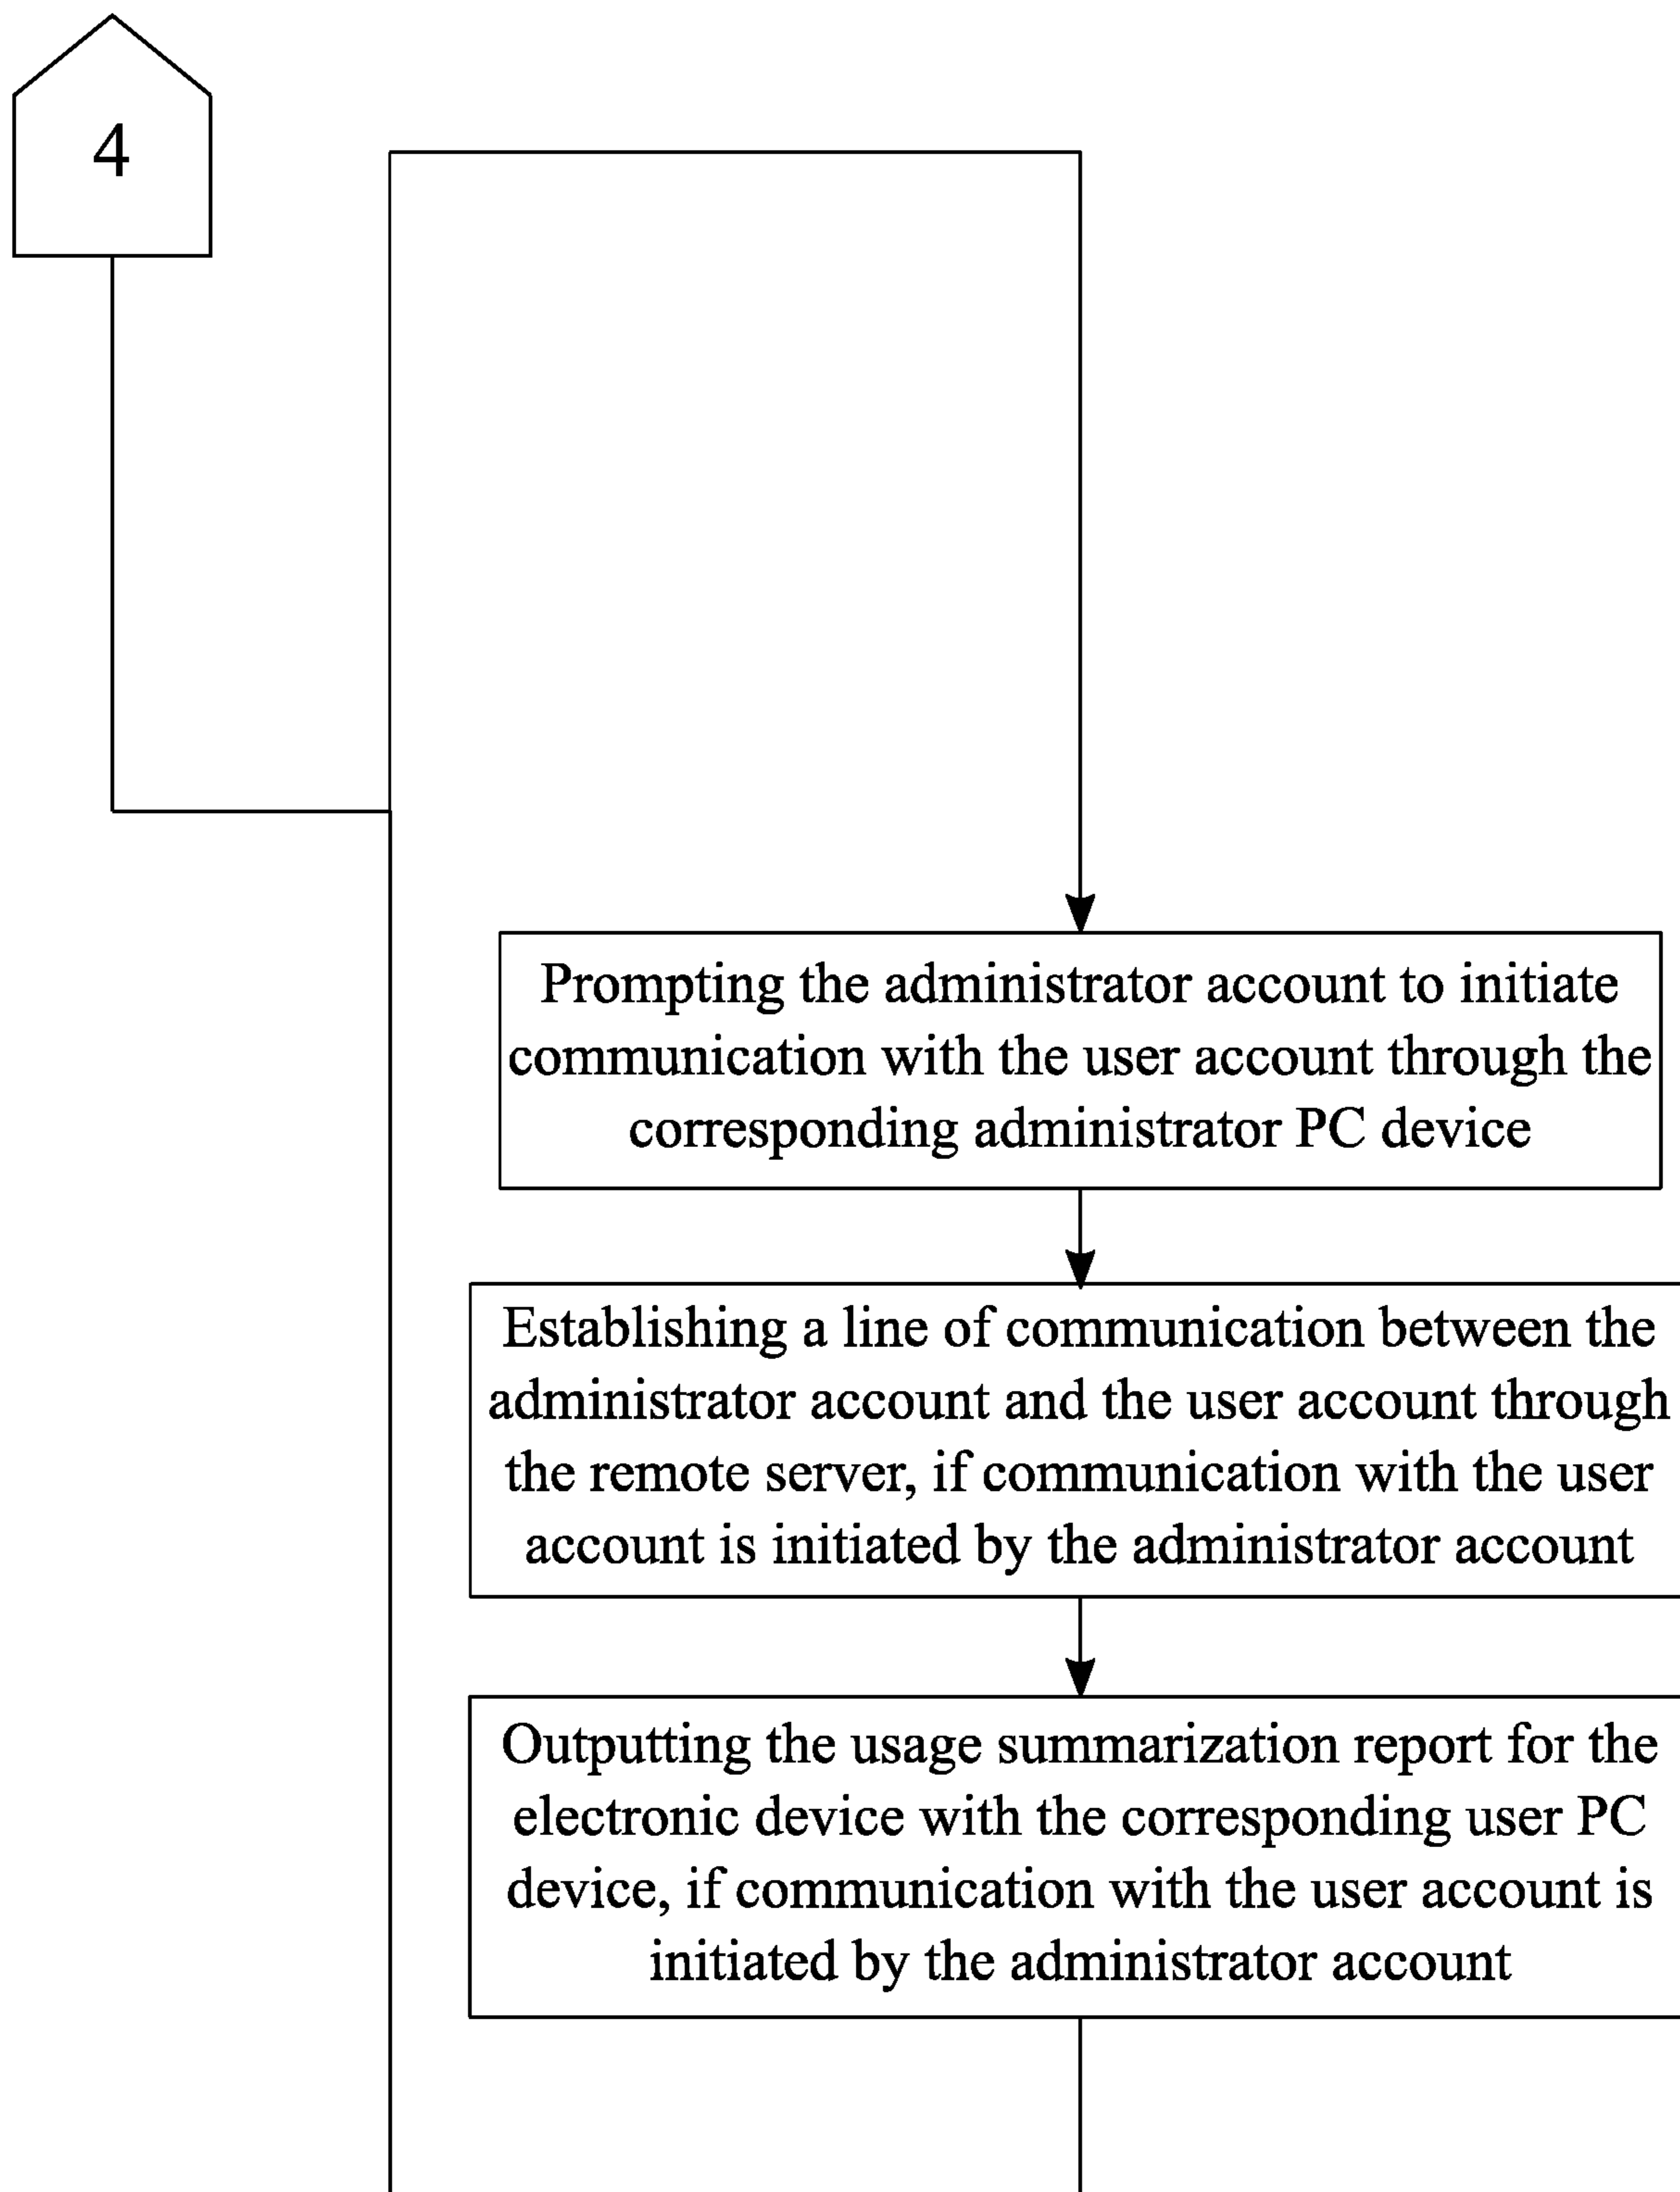 4
Prompting the administrator account to initiate
communication with the user account through the
corresponding administrator PC device
Establishing a line of communication between the
administrator account and the user account through
the remote server, if communication with the user
account is initiated by the administrator account
Outputting the usage summarization report for the
electronic device with the corresponding user PC
device, if communication with the user account is
initiated by the administrator account